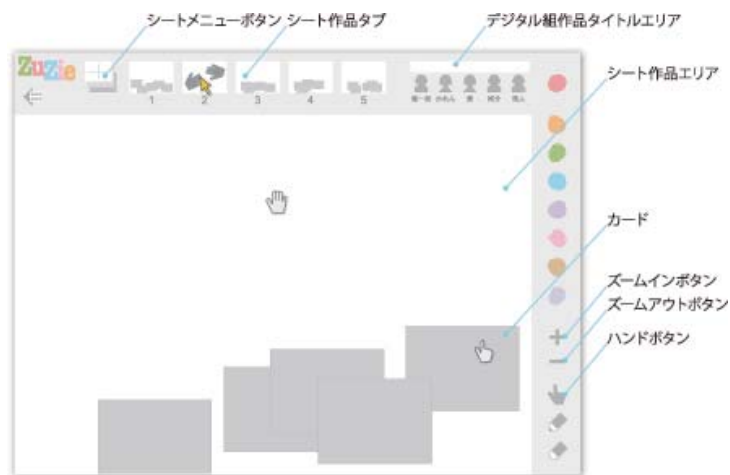 シートメニューボタン シート作品タブ デジタル組作品タイトルエリア
Zuzie
シート作品エリア
1 2 3 4 5
カード
ズームインボタン
ズームアウトボタン
ハンドボタン